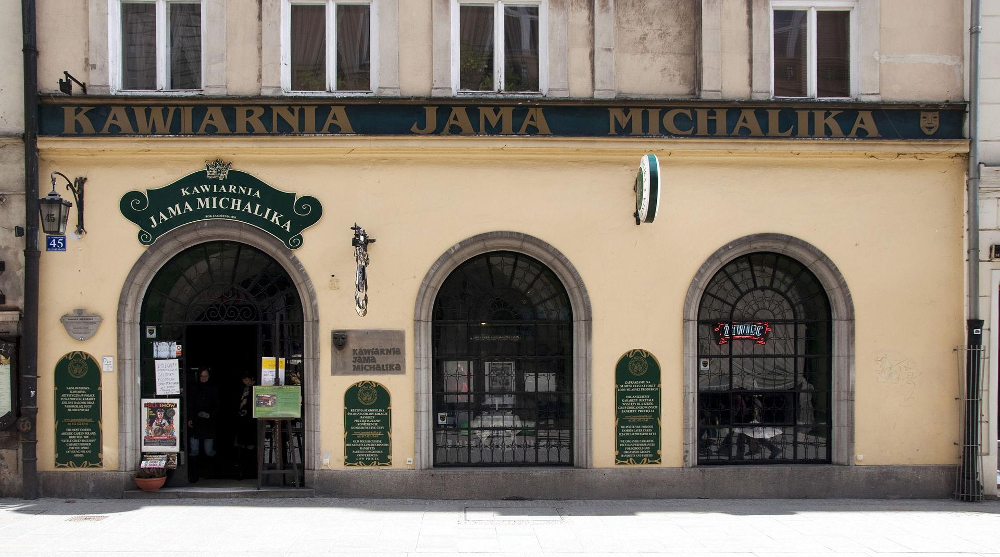 KAWIARNIA JAMA MICHALIKA
KAWIARNIA
JAMA MICHALIKA
ROK ZAŁOŻENIA 1895
45
UL. FLORIAŃSKA
45
ŻYWIEC
KAWIARNIA
JAMA
MICHALIKA
POLECAMY
STAROPOLSKIE
GOLONKO
OLD POLISH
FOLK SHOW
NAJSŁAWNIEJSZA
KAWIARNIA
ARTYSTYCZNA W POLSCE
TUTAJ POWSTAŁ KABARET
ZIELONY BALONIK ORAZ
NARODZIŁ SIĘ DUCH
MŁODEJ POLSKI
www.jamamichalika.pl
tel. 012 422-15-61
THE MOST FAMOUS
ARTISTIC CAFE IN POLAND.
HERE WAS THE
"LITTLE GREEN BALLOON"
CABARET FORMED
AND THE SPIRIT
OF YOUNG POLAND
ARISED.
KUCHNIA STAROPOLSKA
ŚNIADANIA OBIADY KOLACJE
BANKIETY
PRZYJĘCIA ZJAZDY
KONFERENCJE
KONKURENCYJNE CENY
www.jamamichalika.pl
tel. 012 422-15-61
OLD POLISH CUISINE
BREAKFASTS LUNCHES DINNERS
BANQUETS
PARTIES CONGRESSES
CONFERENCES
LOW PRICES
ZAPRASZAMY NA
SŁAWNE CIASTA I TORTY
LODY WŁASNEJ PRODUKCJI
ORGANIZUJEMY
KABARETY RECITALE
WYSTĘPY DLA SZKÓŁ
GRUP ZORGANIZOWANYCH
BANKIETY PRZYJĘCIA
www.jamamichalika.pl
tel. 012 422-15-61
WE INVITE YOU FOR OUR
FAMOUS LAYER CAKES
ICE-CREAM PREPARED BY US
WE ORGANISE CABARETS
RECITALS PERFORMANCES
FOR SCHOOLS AND
ORGANISED GROUPS
BANQUETS AND PARTIES